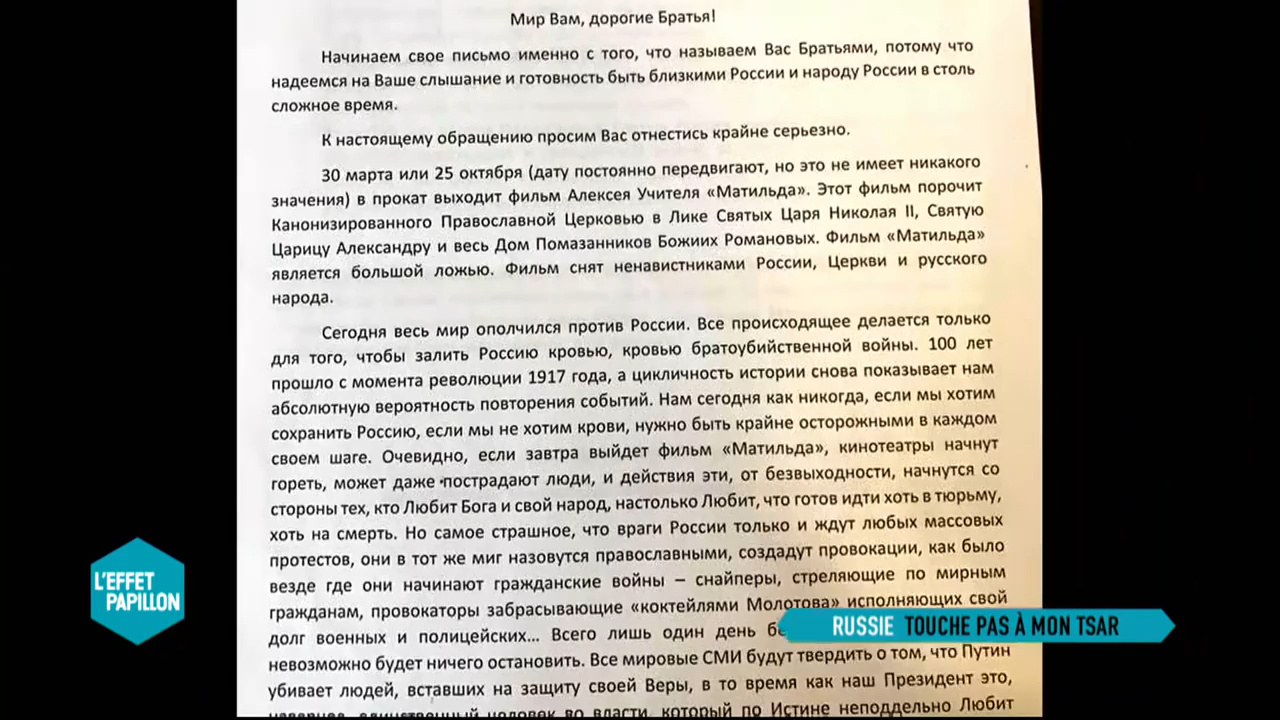 Мир Вам, дорогие Братья!
Начинаем свое письмо именно с того, что называем Вас Братьями, потому что
надеемся на Ваше слышание и готовность быть близкими России и народу России в столь
сложное время.
К настоящему обращению просим Вас отнестись крайне серьезно.
30 марта или 25 октября (дату постоянно передвигают, но это не имеет никакого
значения) в прокат выходит фильм Алексея Учителя «Матильда». Этот фильм порочит
Канонизированного Православной Церковью в Лике Святых Царя Николая II, Святую
Царицу Александру и весь Дом Помазанников Божиих Романовых. Фильм «Матильда»
является большой ложью. Фильм снят ненавистниками России, Церкви и русского
народа.
Сегодня весь мир ополчился против России. Все происходящее делается только
для того, чтобы залить Россию кровью, кровью братоубийственной войны. 100 лет
прошло с момента революции 1917 года, а цикличность истории снова показывает нам
абсолютную вероятность повторения событий. Нам сегодня как никогда, если мы хотим
сохранить Россию, если мы не хотим крови, нужно быть крайне осторожными в каждом
своем шаге. Очевидно, если завтра выйдет фильм «Матильда», кинотеатры начнут
гореть, может даже пострадают люди, и действия эти, от безвыходности, начнутся со
стороны тех, кто Любит Бога и свой народ, настолько Любит, что готов идти хоть в тюрьму,
хоть на смерть. Но самое страшное, что враги России только и ждут любых массовых
протестов, они в тот же миг назовутся православными, создадут провокации, как было
везде где они начинают гражданские войны – снайперы, стреляющие по мирным
гражданам, провокаторы забрасывающие «коктейлями Молотова» исполняющих свой
долг военных и полицейских... Всего лишь один день
невозможно будет ничего остановить. Все мировые СМИ будут твердить о том, что Путин
убивает людей, вставших на защиту своей Веры, в то время как наш Президент это,
наверное, единственный человек во власти, который по Истине неподдельно Любит
L'EFFET
PAPILLON
RUSSIE TOUCHE PAS À MON TSAR